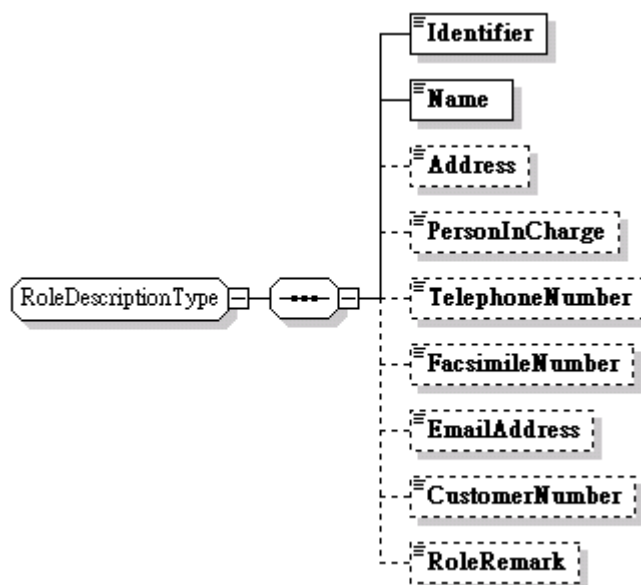 Identifier
Name
Address
PersonInCharge
RoleDescriptionType
TelephoneNumber
FacsimileNumber
EmailAddress
CustomerNumber
RoleRemark